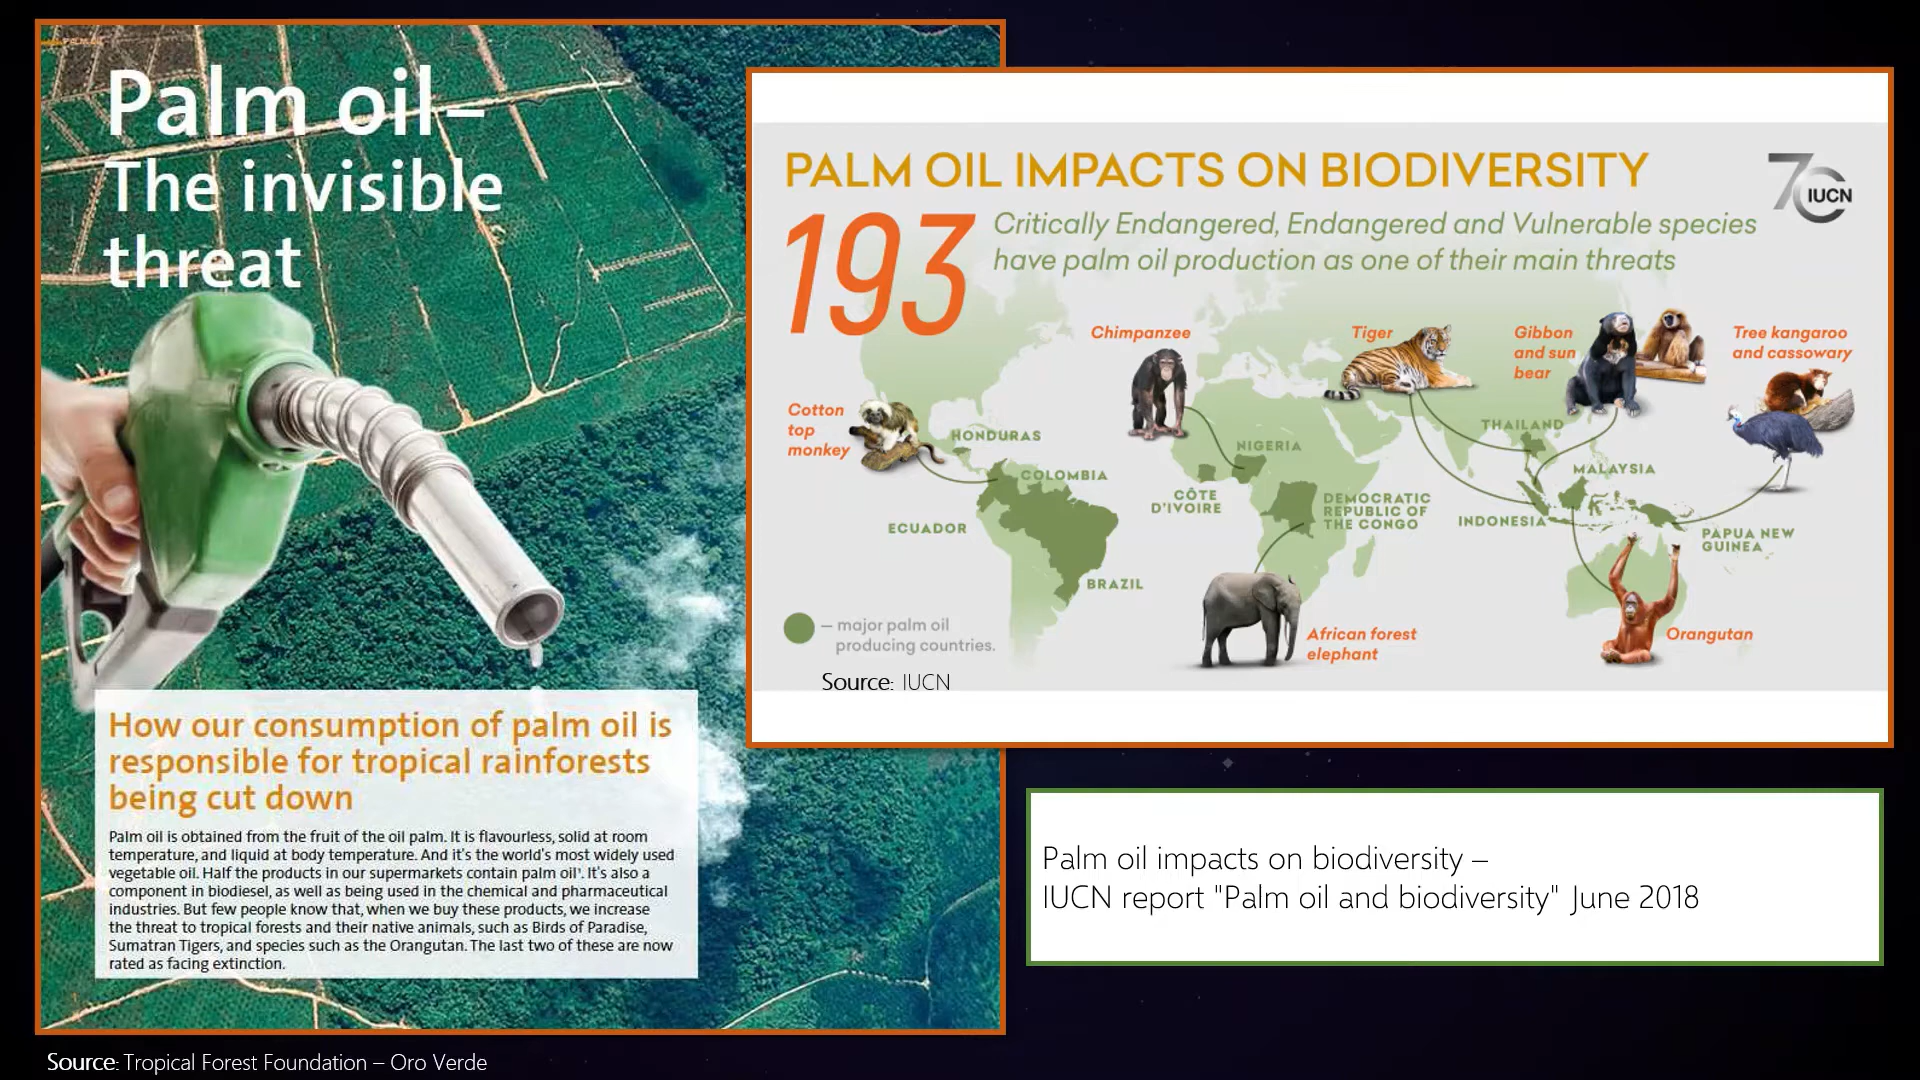 Palm oil–
The invisible
threat
How our consumption of palm oil is
responsible for tropical rainforests
being cut down
Palm oil is obtained from the fruit of the oil palm. It is flavourless, solid at room
temperature, and liquid at body temperature. And it's the world's most widely used
vegetable oil. Half the products in our supermarkets contain palm oil¹. It's also a
component in biodiesel, as well as being used in the chemical and pharmaceutical
industries. But few people know that, when we buy these products, we increase
the threat to tropical forests and their native animals, such as Birds of Paradise,
Sumatran Tigers, and species such as the Orangutan. The last two of these are now
rated as facing extinction.
Source: Tropical Forest Foundation – Oro Verde
PALM OIL IMPACTS ON BIODIVERSITY
70 IUCN
193
Critically Endangered, Endangered and Vulnerable species
have palm oil production as one of their main threats
Chimpanzee
Tiger
Gibbon
and sun
bear
Tree kangaroo
and cassowary
Cotton
top
monkey
HONDURAS
COLOMBIA
ECUADOR
BRAZIL
NIGERIA
CÔTE
D'IVOIRE
DEMOCRATIC
REPUBLIC OF
THE CONGO
THAILAND
MALAYSIA
INDONESIA
PAPUA NEW
GUINEA
African forest
elephant
Orangutan
– major palm oil
producing countries.
Source: IUCN
Palm oil impacts on biodiversity –
IUCN report "Palm oil and biodiversity" June 2018